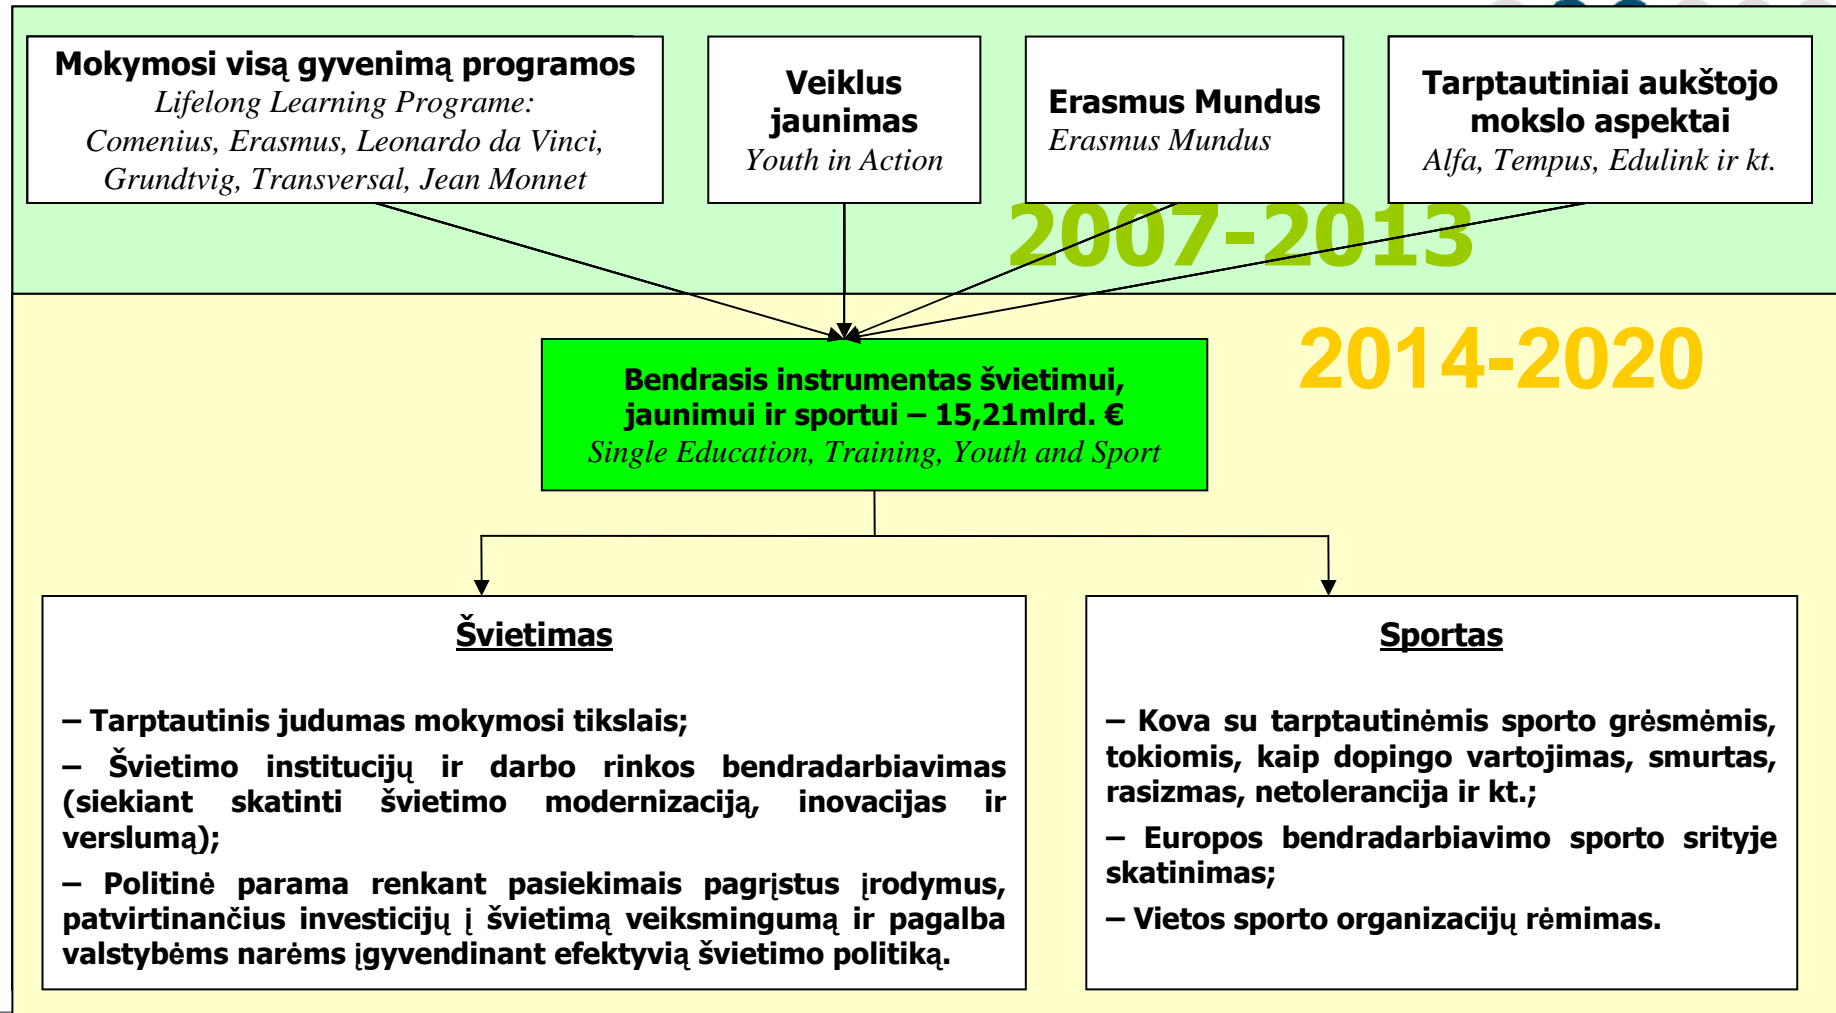 Mokymosi visą gyvenimą programos
Lifelong Learning Programe:
Comenius, Erasmus, Leonardo da Vinci,
Grundtvig, Transversal, Jean Monnet
Veiklus
jaunimas
Youth in Action
Erasmus Mundus
Erasmus Mundus
Tarptautiniai aukštojo
mokslo aspektai
Alfa, Tempus, Edulink ir kt.
2007-2013
2014-2020
Bendrasis instrumentas švietimui,
jaunimui ir sportui – 15,21mlrd. €
Single Education, Training, Youth and Sport
Švietimas
– Tarptautinis judumas mokymosi tikslais;
– Švietimo institucijų ir darbo rinkos bendradarbiavimas
(siekiant skatinti švietimo modernizaciją, inovacijas ir
verslumą);
– Politinė parama renkant pasiekimais pagrįstus įrodymus,
patvirtinančius investicijų į švietimą veiksmingumą ir pagalba
valstybėms narėms įgyvendinant efektyvią švietimo politiką.
Sportas
– Kova su tarptautinėmis sporto grėsmėmis,
tokiomis, kaip dopingo vartojimas, smurtas,
rasizmas, netolerancija ir kt.;
– Europos bendradarbiavimo sporto srityje
skatinimas;
– Vietos sporto organizacijų rėmimas.